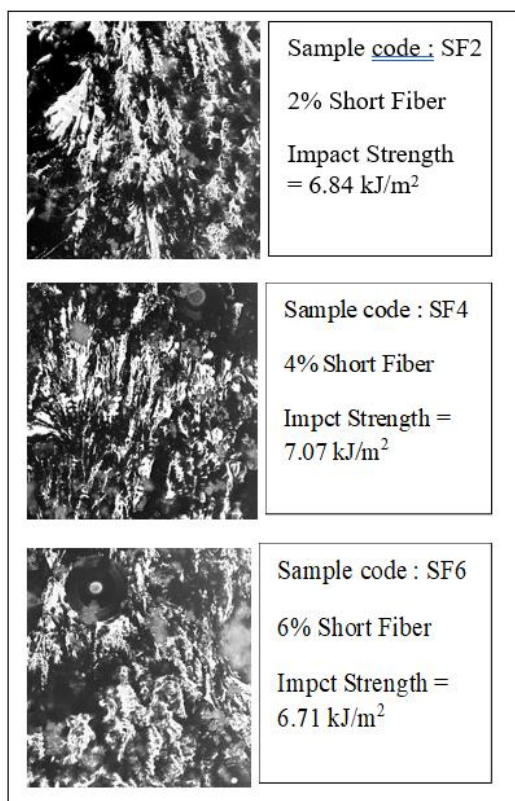 Sample code : SF2
2% Short Fiber
Impact Strength
= 6.84 kJ/m²
Sample code : SF4
4% Short Fiber
Impct Strength =
7.07 kJ/m²
Sample code : SF6
6% Short Fiber
Impct Strength =
6.71 kJ/m²